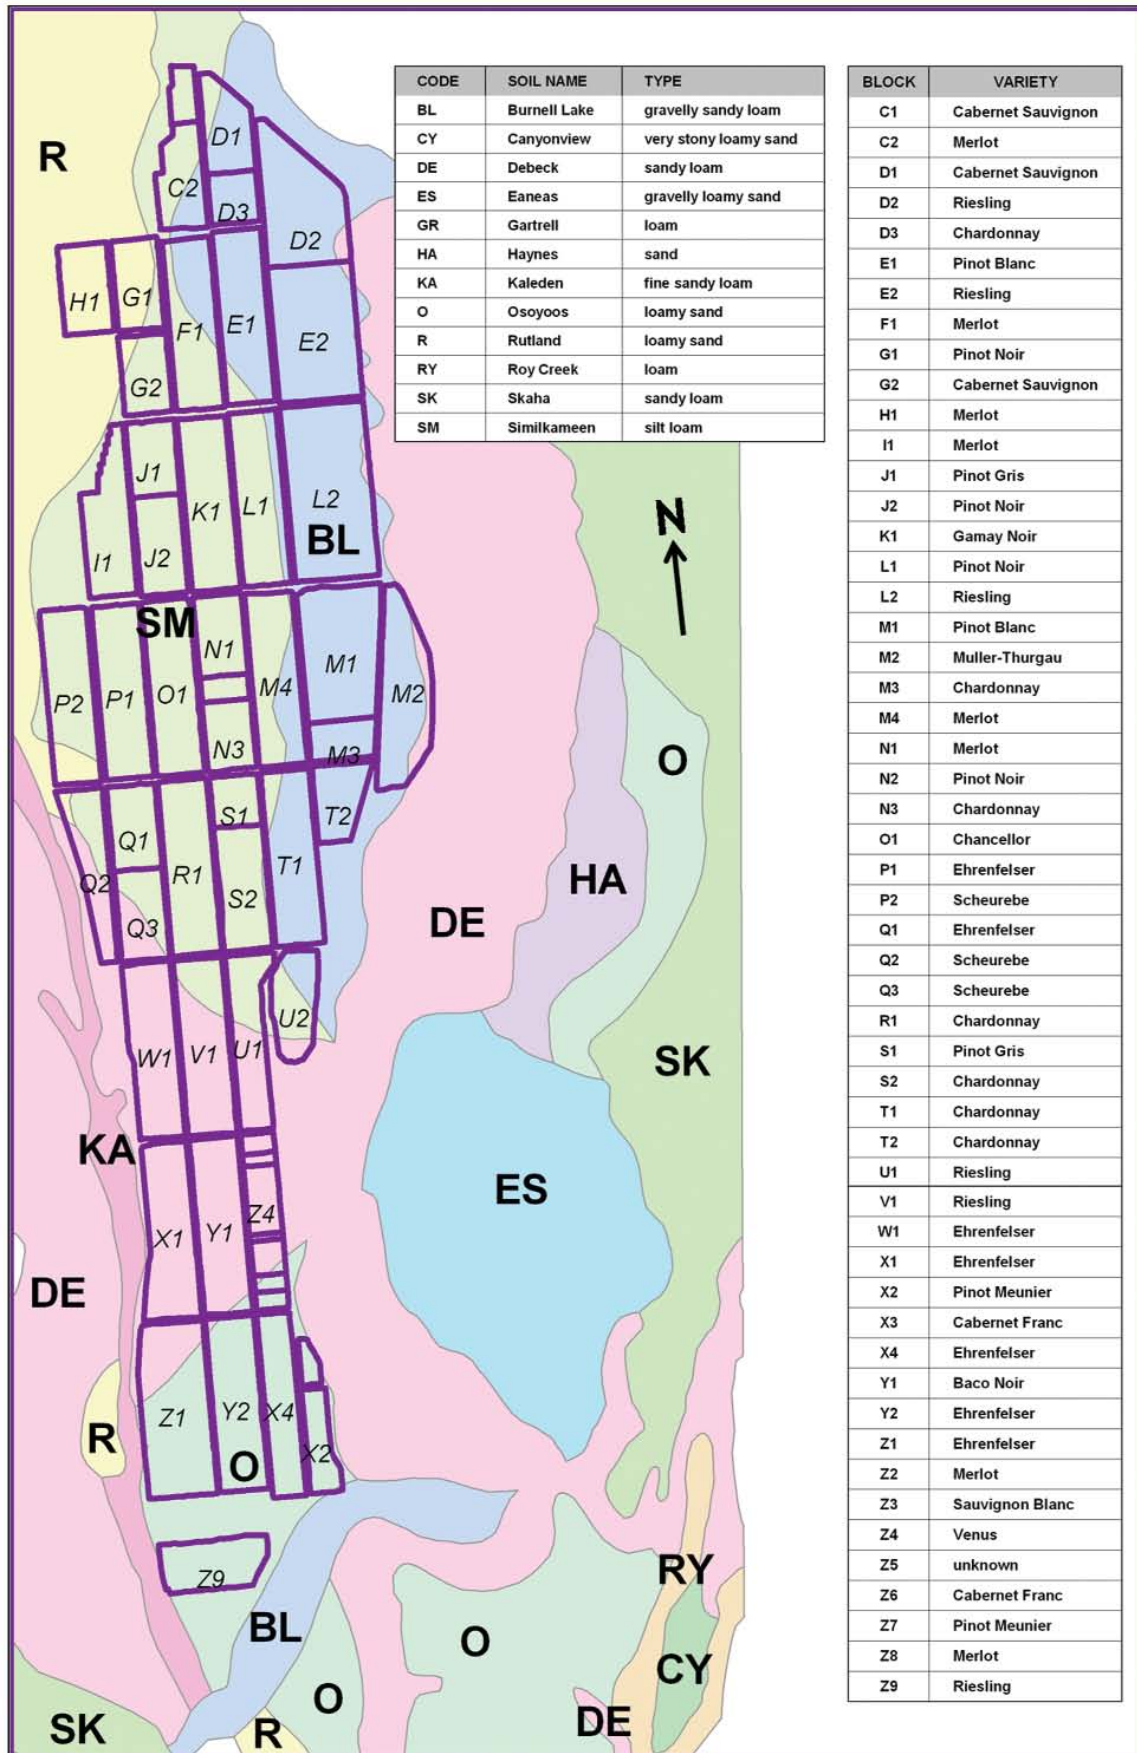 CODE SOIL NAME TYPE
BL Burnell Lake gravelly sandy loam
CY Canyonview very stony loamy sand
DE Debeck sandy loam
ES Eaneas gravelly loamy sand
GR Gartrell loam
HA Haynes sand
KA Kaleden fine sandy loam
O Osoyoos loamy sand
R Rutland loamy sand
RY Roy Creek loam
SK Skaha sandy loam
SM Similkameen silt loam
BLOCK VARIETY
C1 Cabernet Sauvignon
C2 Merlot
D1 Cabernet Sauvignon
D2 Riesling
D3 Chardonnay
E1 Pinot Blanc
E2 Riesling
F1 Merlot
G1 Pinot Noir
G2 Cabernet Sauvignon
H1 Merlot
I1 Merlot
J1 Pinot Gris
J2 Pinot Noir
K1 Gamay Noir
L1 Pinot Noir
L2 Riesling
M1 Pinot Blanc
M2 Muller-Thurgau
M3 Chardonnay
M4 Merlot
N1 Merlot
N2 Pinot Noir
N3 Chardonnay
O1 Chancellor
P1 Ehrenfelser
P2 Scheurebe
Q1 Ehrenfelser
Q2 Scheurebe
Q3 Scheurebe
R1 Chardonnay
S1 Pinot Gris
S2 Chardonnay
T1 Chardonnay
T2 Chardonnay
U1 Riesling
V1 Riesling
W1 Ehrenfelser
X1 Ehrenfelser
X2 Pinot Meunier
X3 Cabernet Franc
X4 Ehrenfelser
Y1 Baco Noir
Y2 Ehrenfelser
Z1 Ehrenfelser
Z2 Merlot
Z3 Sauvignon Blanc
Z4 Venus
Z5 unknown
Z6 Cabernet Franc
Z7 Pinot Meunier
Z8 Merlot
Z9 Riesling
R
D1
C2
D3
D2
H1
G1
F1
E1
E2
G2
J1
K1
L1
L2
I1
J2
BL
N
SM
N1
P2
P1
O1
M4
M1
M2
N3
M3
O
S1
T2
Q1
Q2
R1
S2
T1
Q3
HA
DE
U2
W1
V1
U1
SK
KA
ES
X1
Y1
Z4
DE
R
Z1
Y2
X4
X2
O
Z9
RY
BL
O
CY
O
SK
R
DE